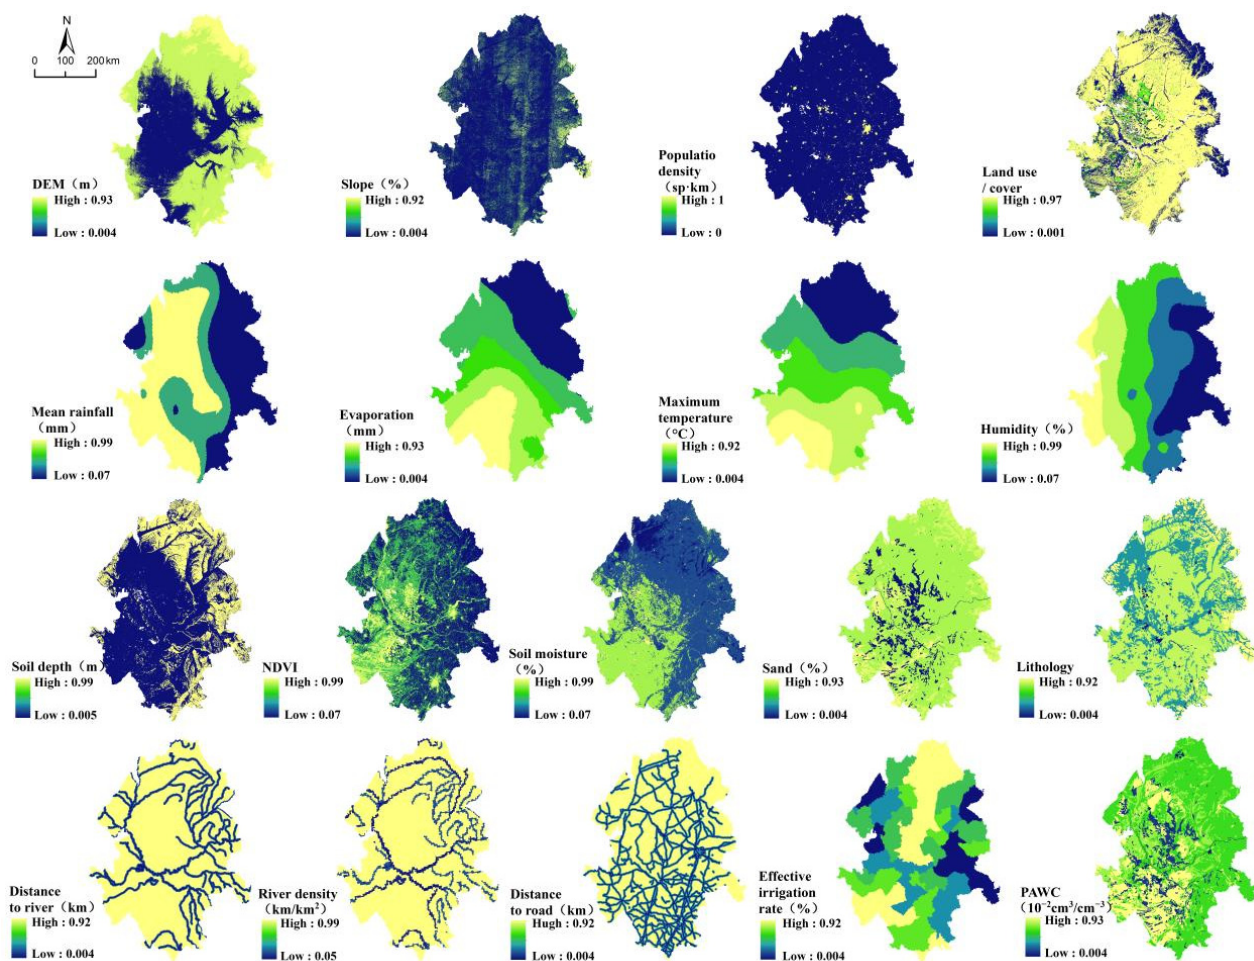 N
0 100 200 km
DEM（m）
High : 0.93
Low : 0.004
Slope（%）
High : 0.92
Low : 0.004
Populatio
density
（sp·km）
High : 1
Low : 0
Land use
/ cover
High : 0.97
Low : 0.001
Mean rainfall
（mm）
High : 0.99
Low : 0.07
Evaporation
（mm）
High : 0.93
Low : 0.004
Maximum
temperature
（°C）
High : 0.92
Low : 0.004
Humidity（%）
High : 0.99
Low : 0.07
Soil depth（m）
High : 0.99
Low : 0.005
NDVI
High : 0.99
Low : 0.07
Soil moisture
（%）
High : 0.99
Low : 0.07
Sand（%）
High : 0.93
Low : 0.004
Lithology
High : 0.92
Low: 0.004
Distance
to river（km）
High : 0.92
Low : 0.004
River density
（km/km²）
High : 0.99
Low : 0.05
Distance
to road（km）
Hugh : 0.92
Low : 0.004
Effective
irrigation
rate（%）
High : 0.92
Low : 0.004
PAWC
（10⁻²cm³/cm⁻³）
High : 0.93
Low : 0.004